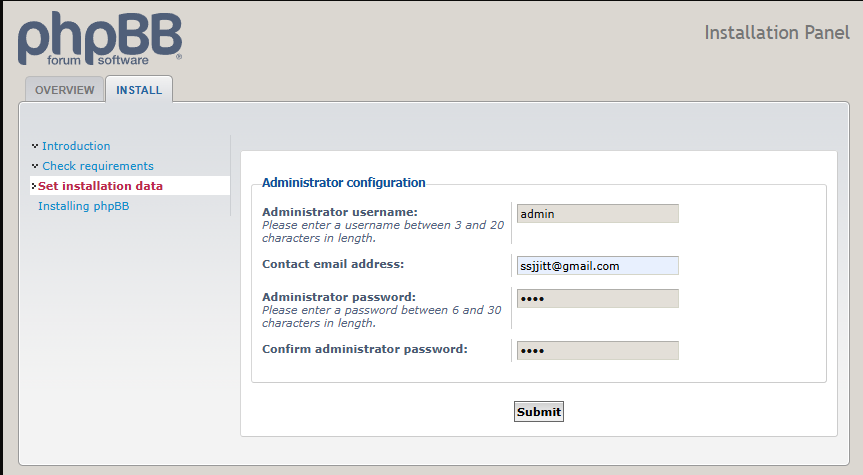 phpBB
forum software
®
Installation Panel
OVERVIEW
INSTALL
Introduction
Check requirements
Set installation data
Installing phpBB
Administrator configuration
Administrator username:
Please enter a username between 3 and 20
characters in length.
admin
Contact email address:
ssjjitt@gmail.com
Administrator password:
Please enter a password between 6 and 30
characters in length.
••••
Confirm administrator password:
••••
Submit